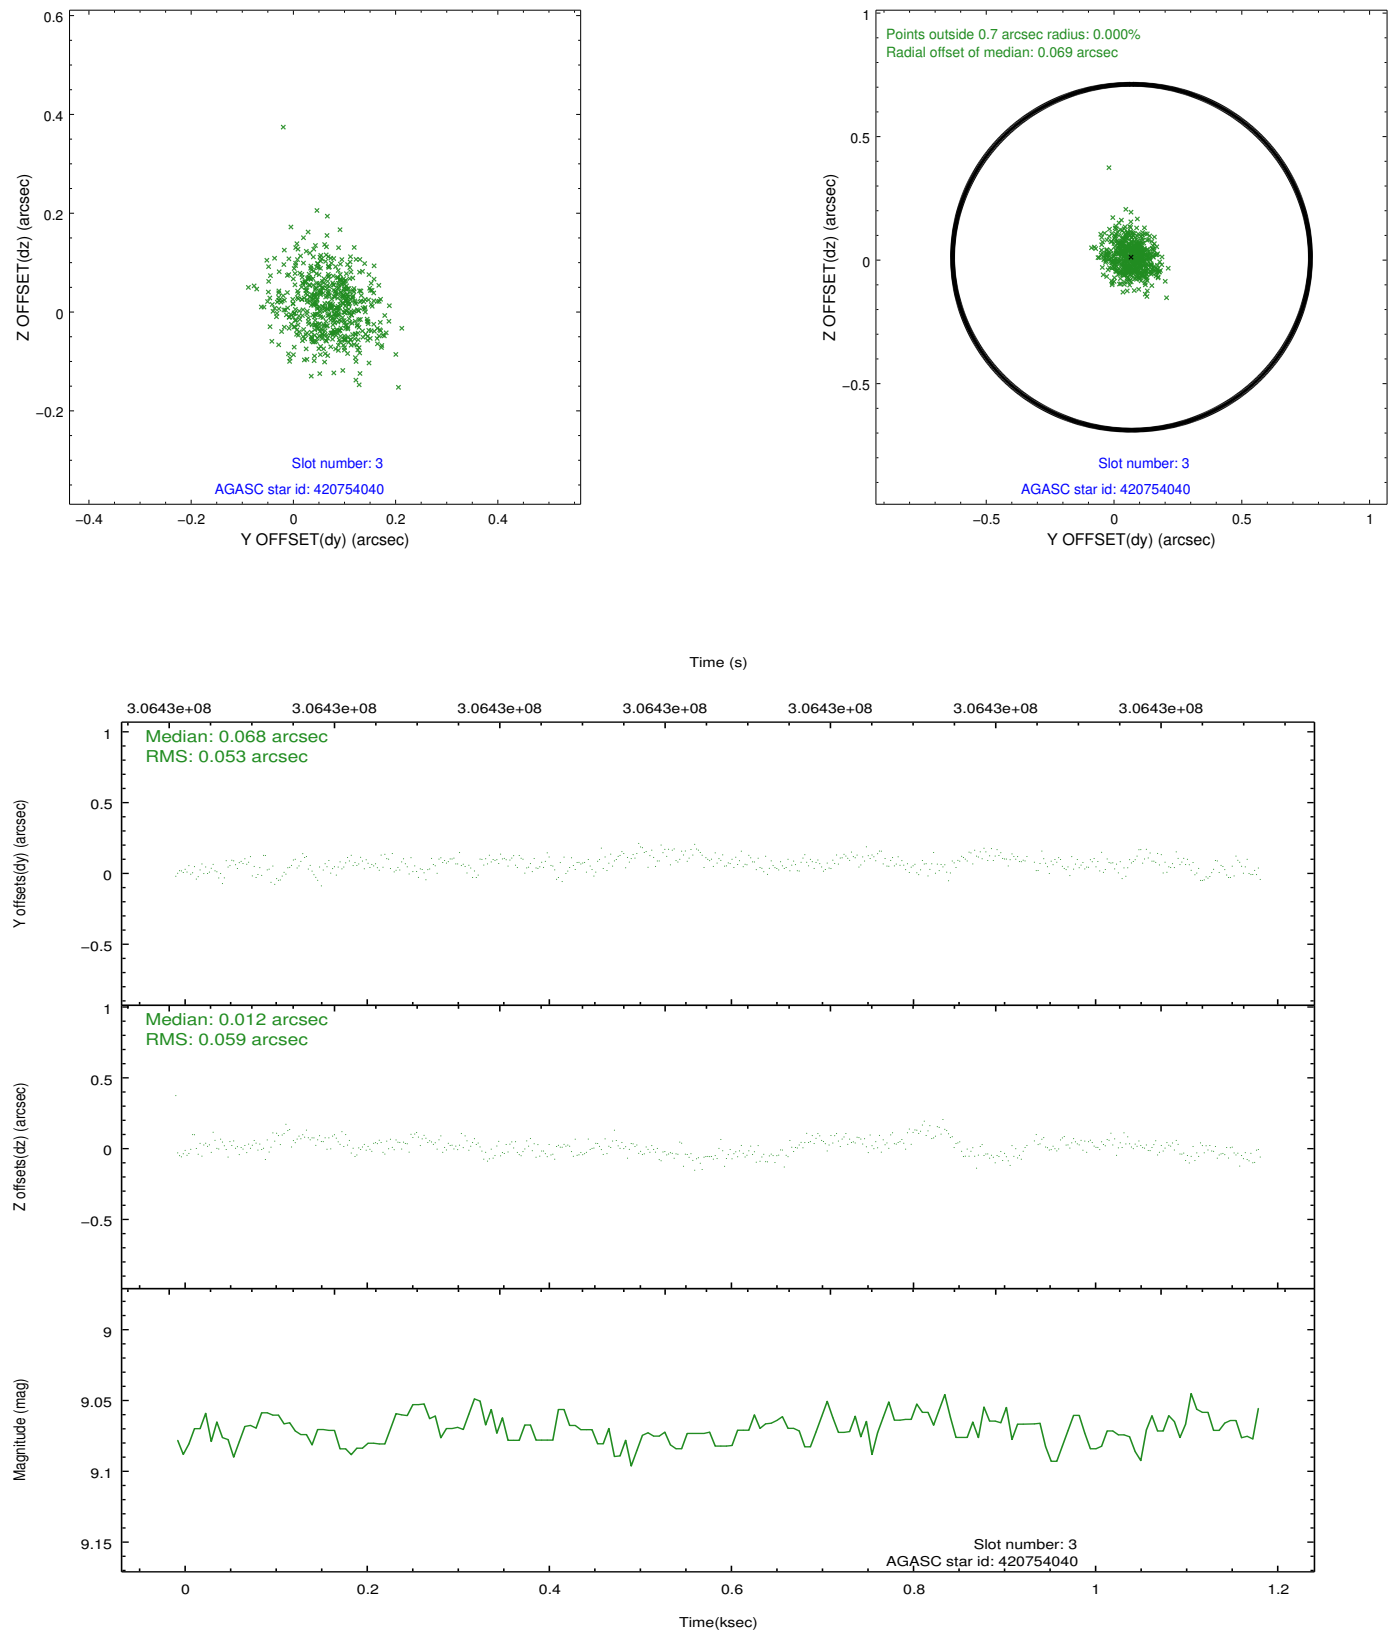 0.6
0.4
0.2
0
−0.2
−0.4
−0.2
0
0.2
0.4
Z OFFSET(dz) (arcsec)
Y OFFSET(dy) (arcsec)
Slot number: 3
AGASC star id: 420754040
Points outside 0.7 arcsec radius: 0.000%
Radial offset of median: 0.069 arcsec
1
0.5
0
−0.5
−0.5
0
0.5
1
Z OFFSET(dz) (arcsec)
Y OFFSET(dy) (arcsec)
Slot number: 3
AGASC star id: 420754040
Time (s)
3.0643e+08 3.0643e+08 3.0643e+08 3.0643e+08 3.0643e+08 3.0643e+08 3.0643e+08
Median: 0.068 arcsec
RMS: 0.053 arcsec
1
0.5
0
−0.5
Y offsets(dy) (arcsec)
Median: 0.012 arcsec
RMS: 0.059 arcsec
1
0.5
0
−0.5
Z offsets(dz) (arcsec)
9
9.05
9.1
9.15
Magnitude (mag)
Slot number: 3
AGASC star id: 420754040
0 0.2 0.4 0.6 0.8 1 1.2
Time(ksec)